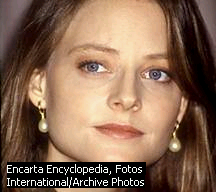 Encarta Encyclopedia, Fotos
International/Archive Photos